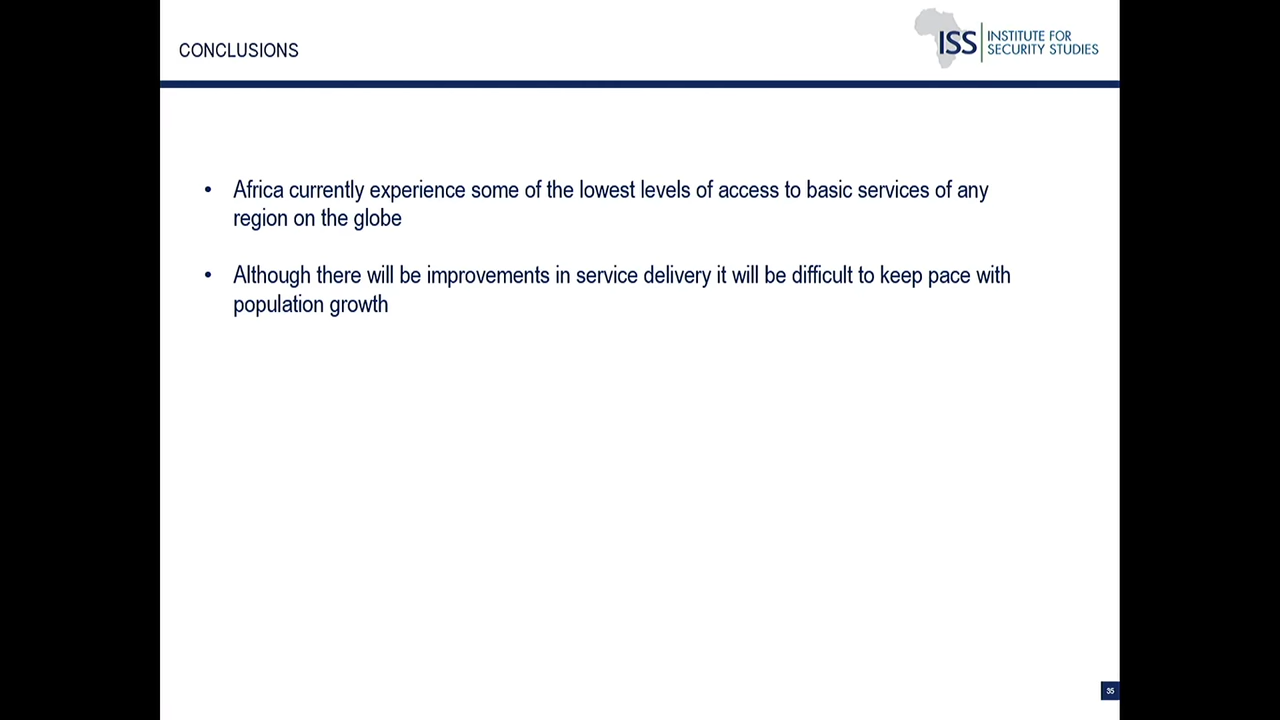 CONCLUSIONS
ISS
INSTITUTE FOR
SECURITY STUDIES
• Africa currently experience some of the lowest levels of access to basic services of any
region on the globe
• Although there will be improvements in service delivery it will be difficult to keep pace with
population growth
35